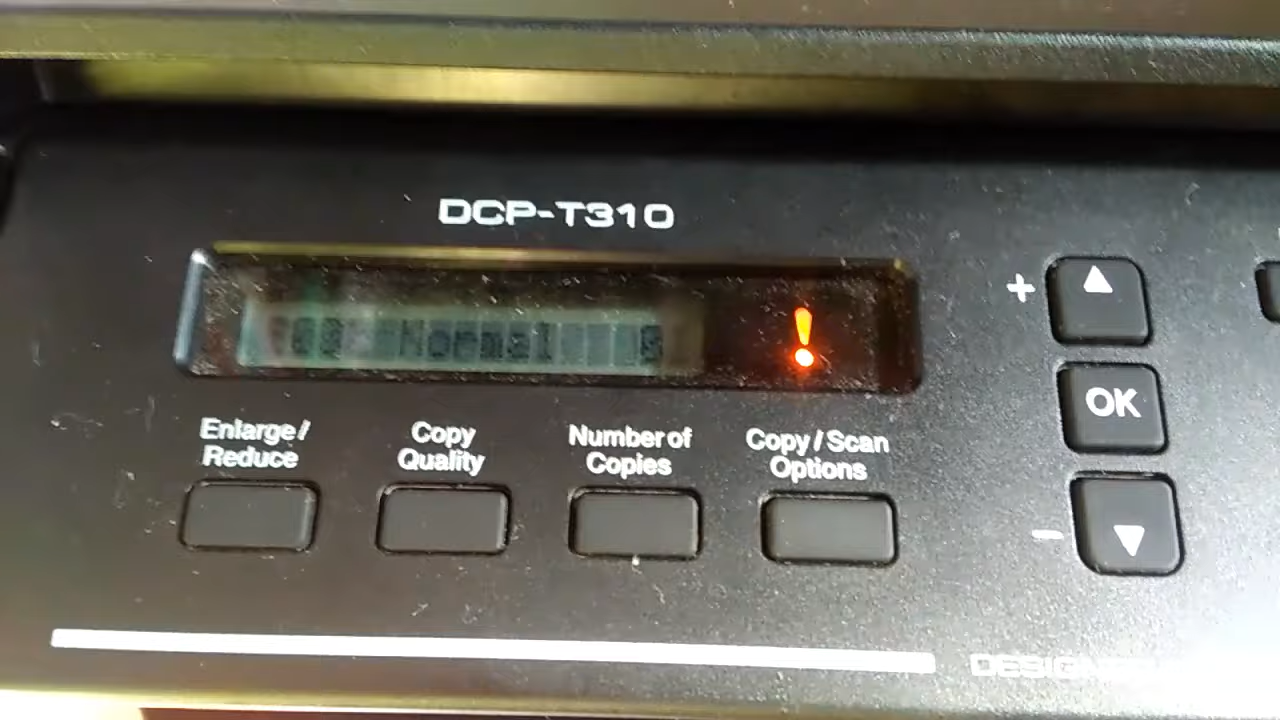 DCP-T310
Normal
!
+
Enlarge/
Reduce
Copy
Quality
Number of
Copies
Copy/Scan
Options
OK
-